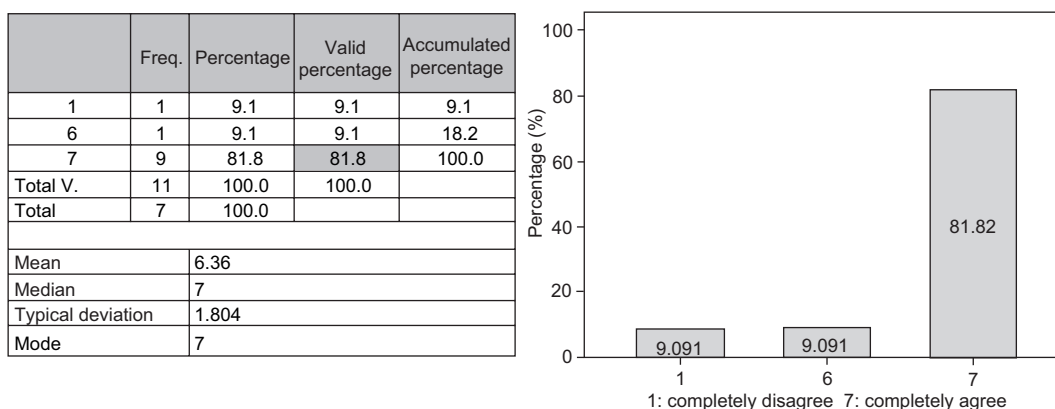 Freq. Percentage Valid percentage Accumulated percentage
1 1 9.1 9.1 9.1
6 1 9.1 9.1 18.2
7 9 81.8 81.8 100.0
Total V. 11 100.0 100.0
Total 7 100.0
Mean 6.36
Median 7
Typical deviation 1.804
Mode 7
Percentage (%)
100
80
60
40
20
0
9.091
9.091
81.82
1 6 7
1: completely disagree 7: completely agree